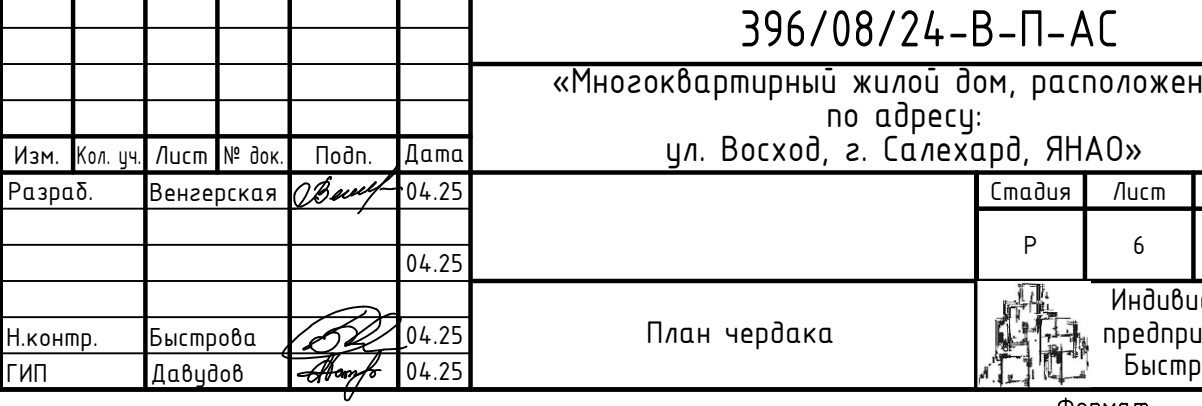 396/08/24-В-П-АС
«Многоквартирный жилой дом,
по адресу:
ул. Восход, г. Салехард, ЯНАО»
Изм. Кол. уч. Лист № док. Подп. Дата
Разраб. Венгерская 04.25
Стадия Лист
Р 6
04.25
План чердака
Н.контр. Быстрова 04.25
ГИП Давудов 04.25